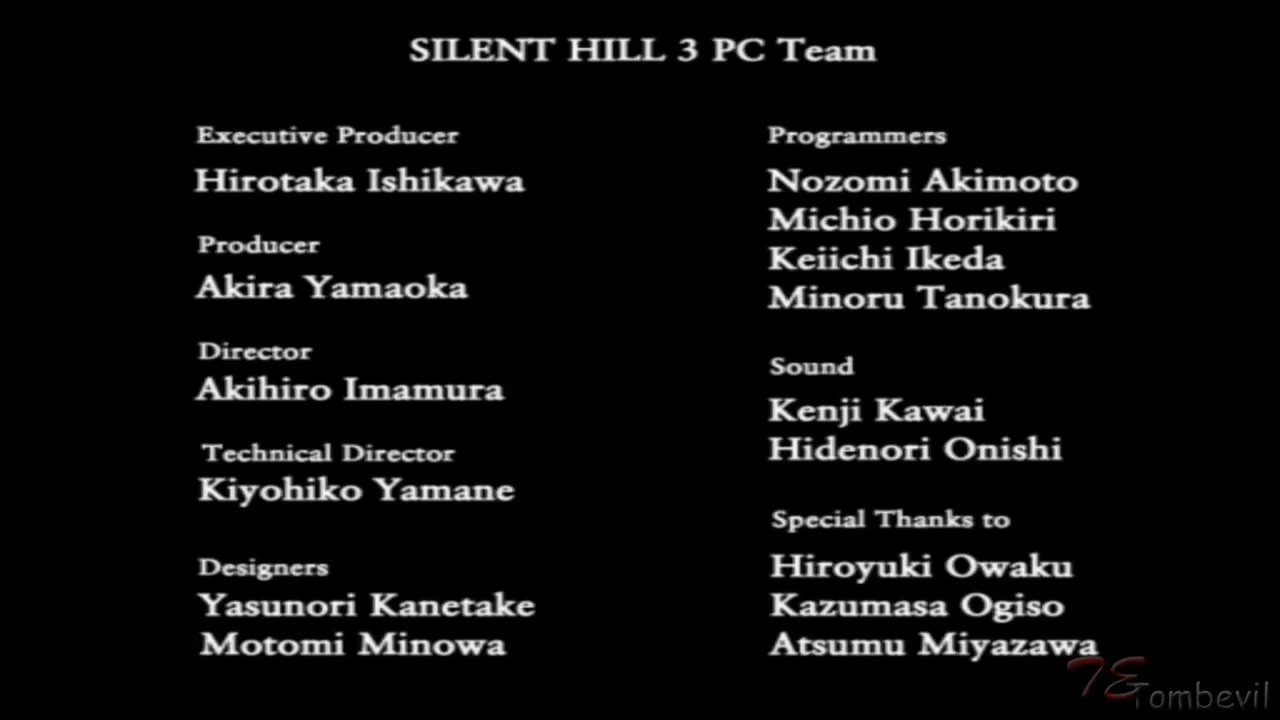 SILENT HILL 3 PC Team
Executive Producer
Hirotaka Ishikawa
Producer
Akira Yamaoka
Director
Akihiro Imamura
Technical Director
Kiyohiko Yamane
Designers
Yasunori Kanetake
Motomi Minowa
Programmers
Nozomi Akimoto
Michio Horikiri
Keiichi Ikeda
Minoru Tanokura
Sound
Kenji Kawai
Hidenori Onishi
Special Thanks to
Hiroyuki Owaku
Kazumasa Ogiso
Atsumu Miyazawa
TE
Tombevil